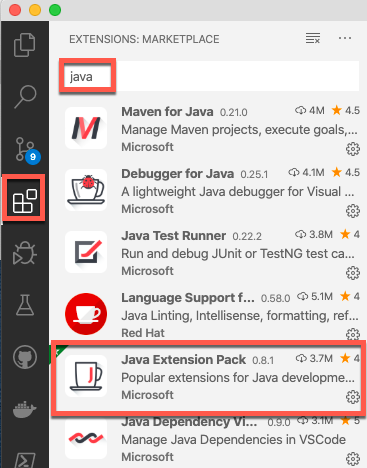 EXTENSIONS: MARKETPLACE
java
Maven for Java 0.21.0 4M 4.5
Manage Maven projects, execute goals,...
Microsoft
Debugger for Java 0.25.1 4.1M 4.5
A lightweight Java debugger for Visual ...
Microsoft
Java Test Runner 0.22.2 3.8M 4
Run and debug JUnit or TestNG test ca...
Microsoft
Language Support f... 0.58.0 5.1M 4
Java Linting, Intellisense, formatting, ref...
Red Hat
Java Extension Pack 0.8.1 3.7M 4
Popular extensions for Java developme...
Microsoft
Java Dependency Vi... 0.9.0 3.1M 5
Manage Java Dependencies in VSCode
Microsoft
9